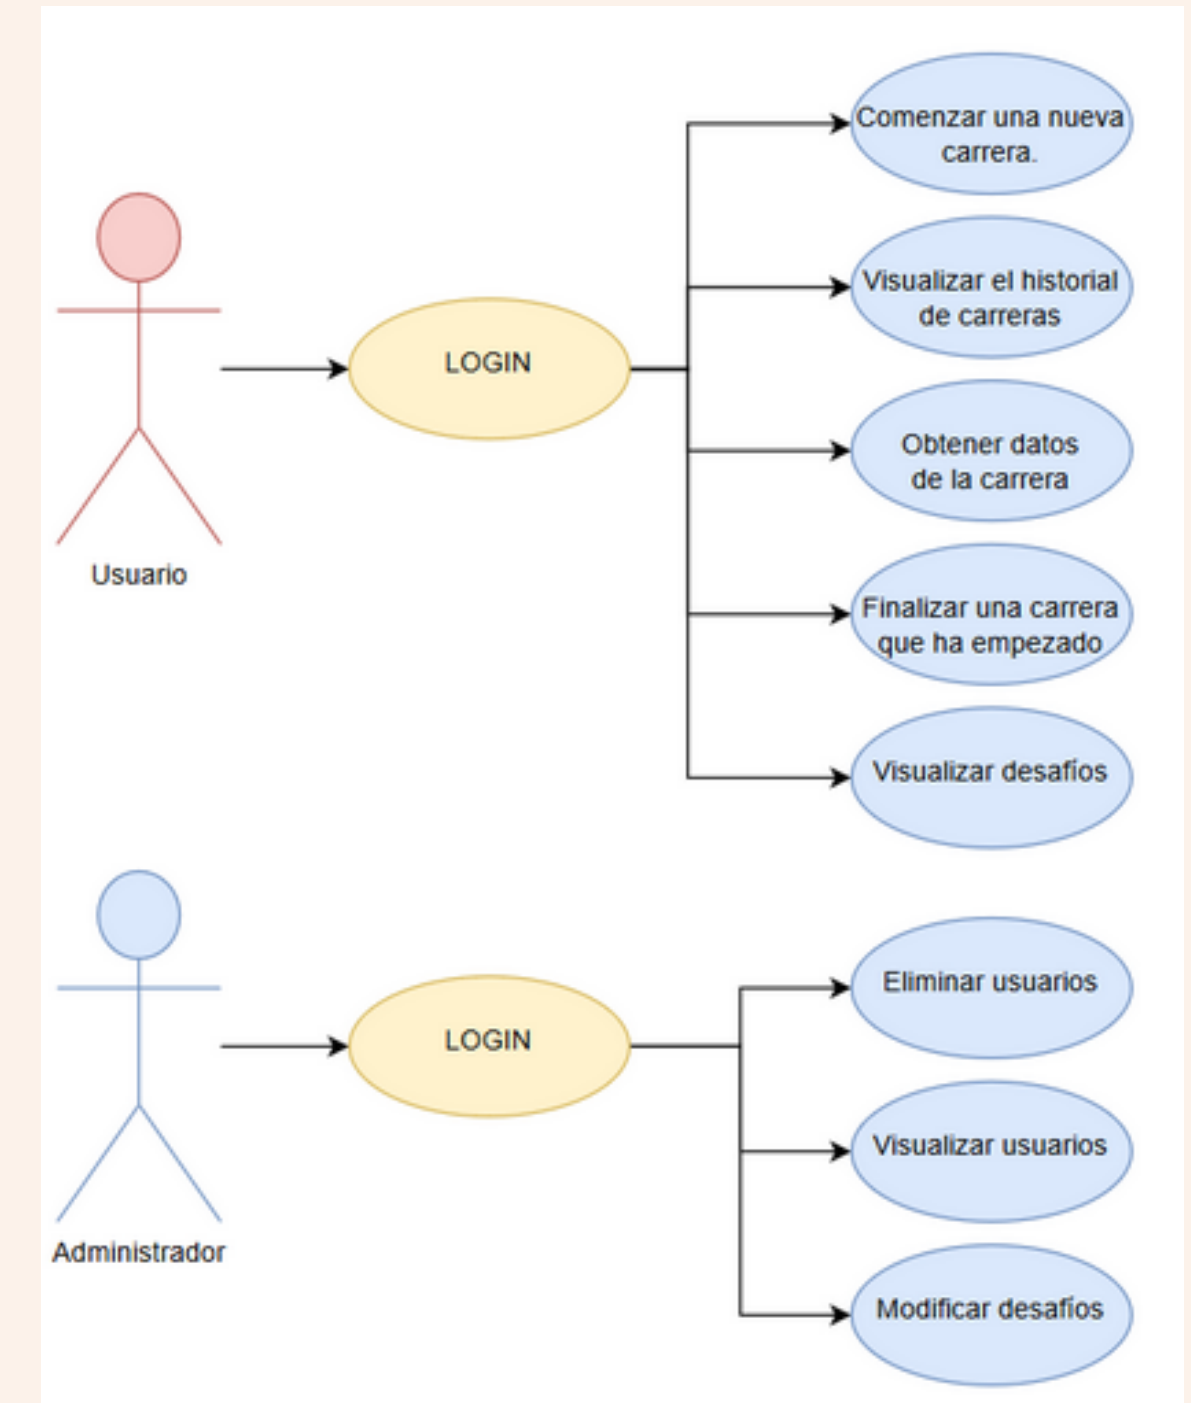 Comenzar una nueva
carrera.
Visualizar el historial
de carreras
LOGIN
Obtener datos
de la carrera
Usuario
Finalizar una carrera
que ha empezado
Visualizar desafíos
Eliminar usuarios
LOGIN
Visualizar usuarios
Administrador
Modificar desafíos